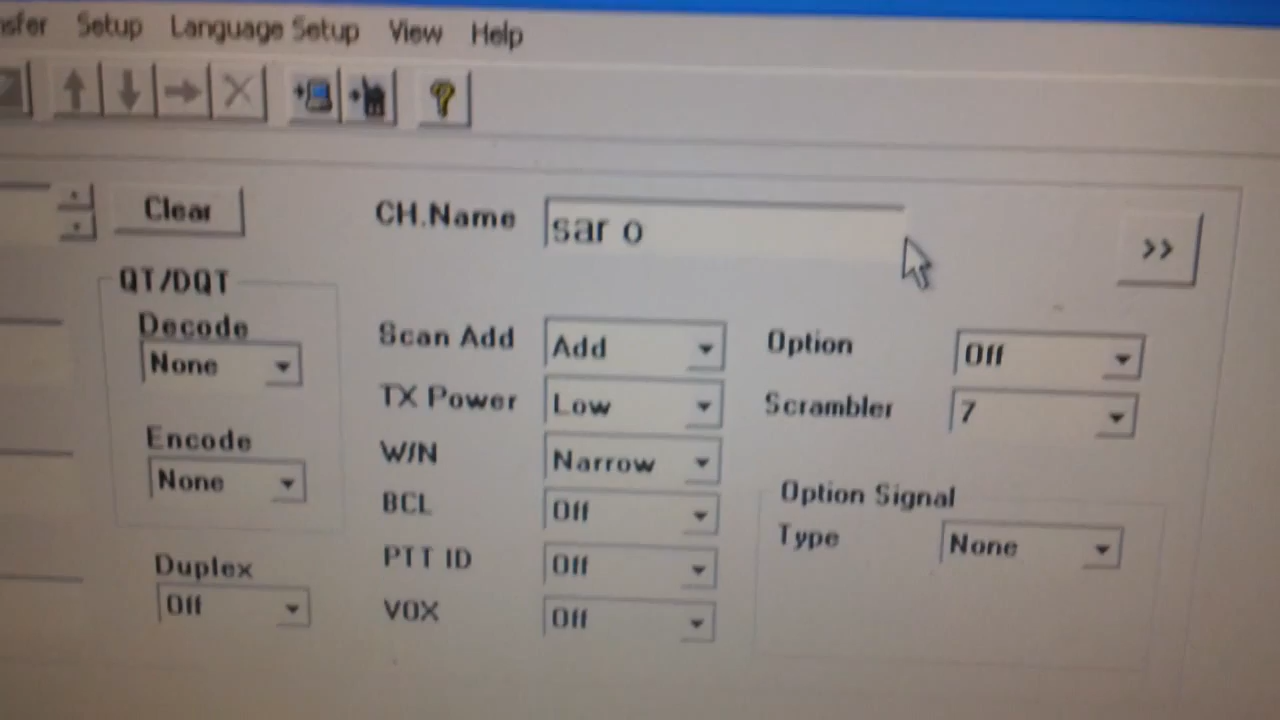 nsfer Setup Language Setup View Help
Clear CH.Name sar o >>
QT/DQT
Decode Scan Add Add Option Off
None
TX Power Low Scrambler 7
Encode W/N Narrow
None
BCL Off Option Signal
PTT ID Off Type None
Duplex
Off VOX Off